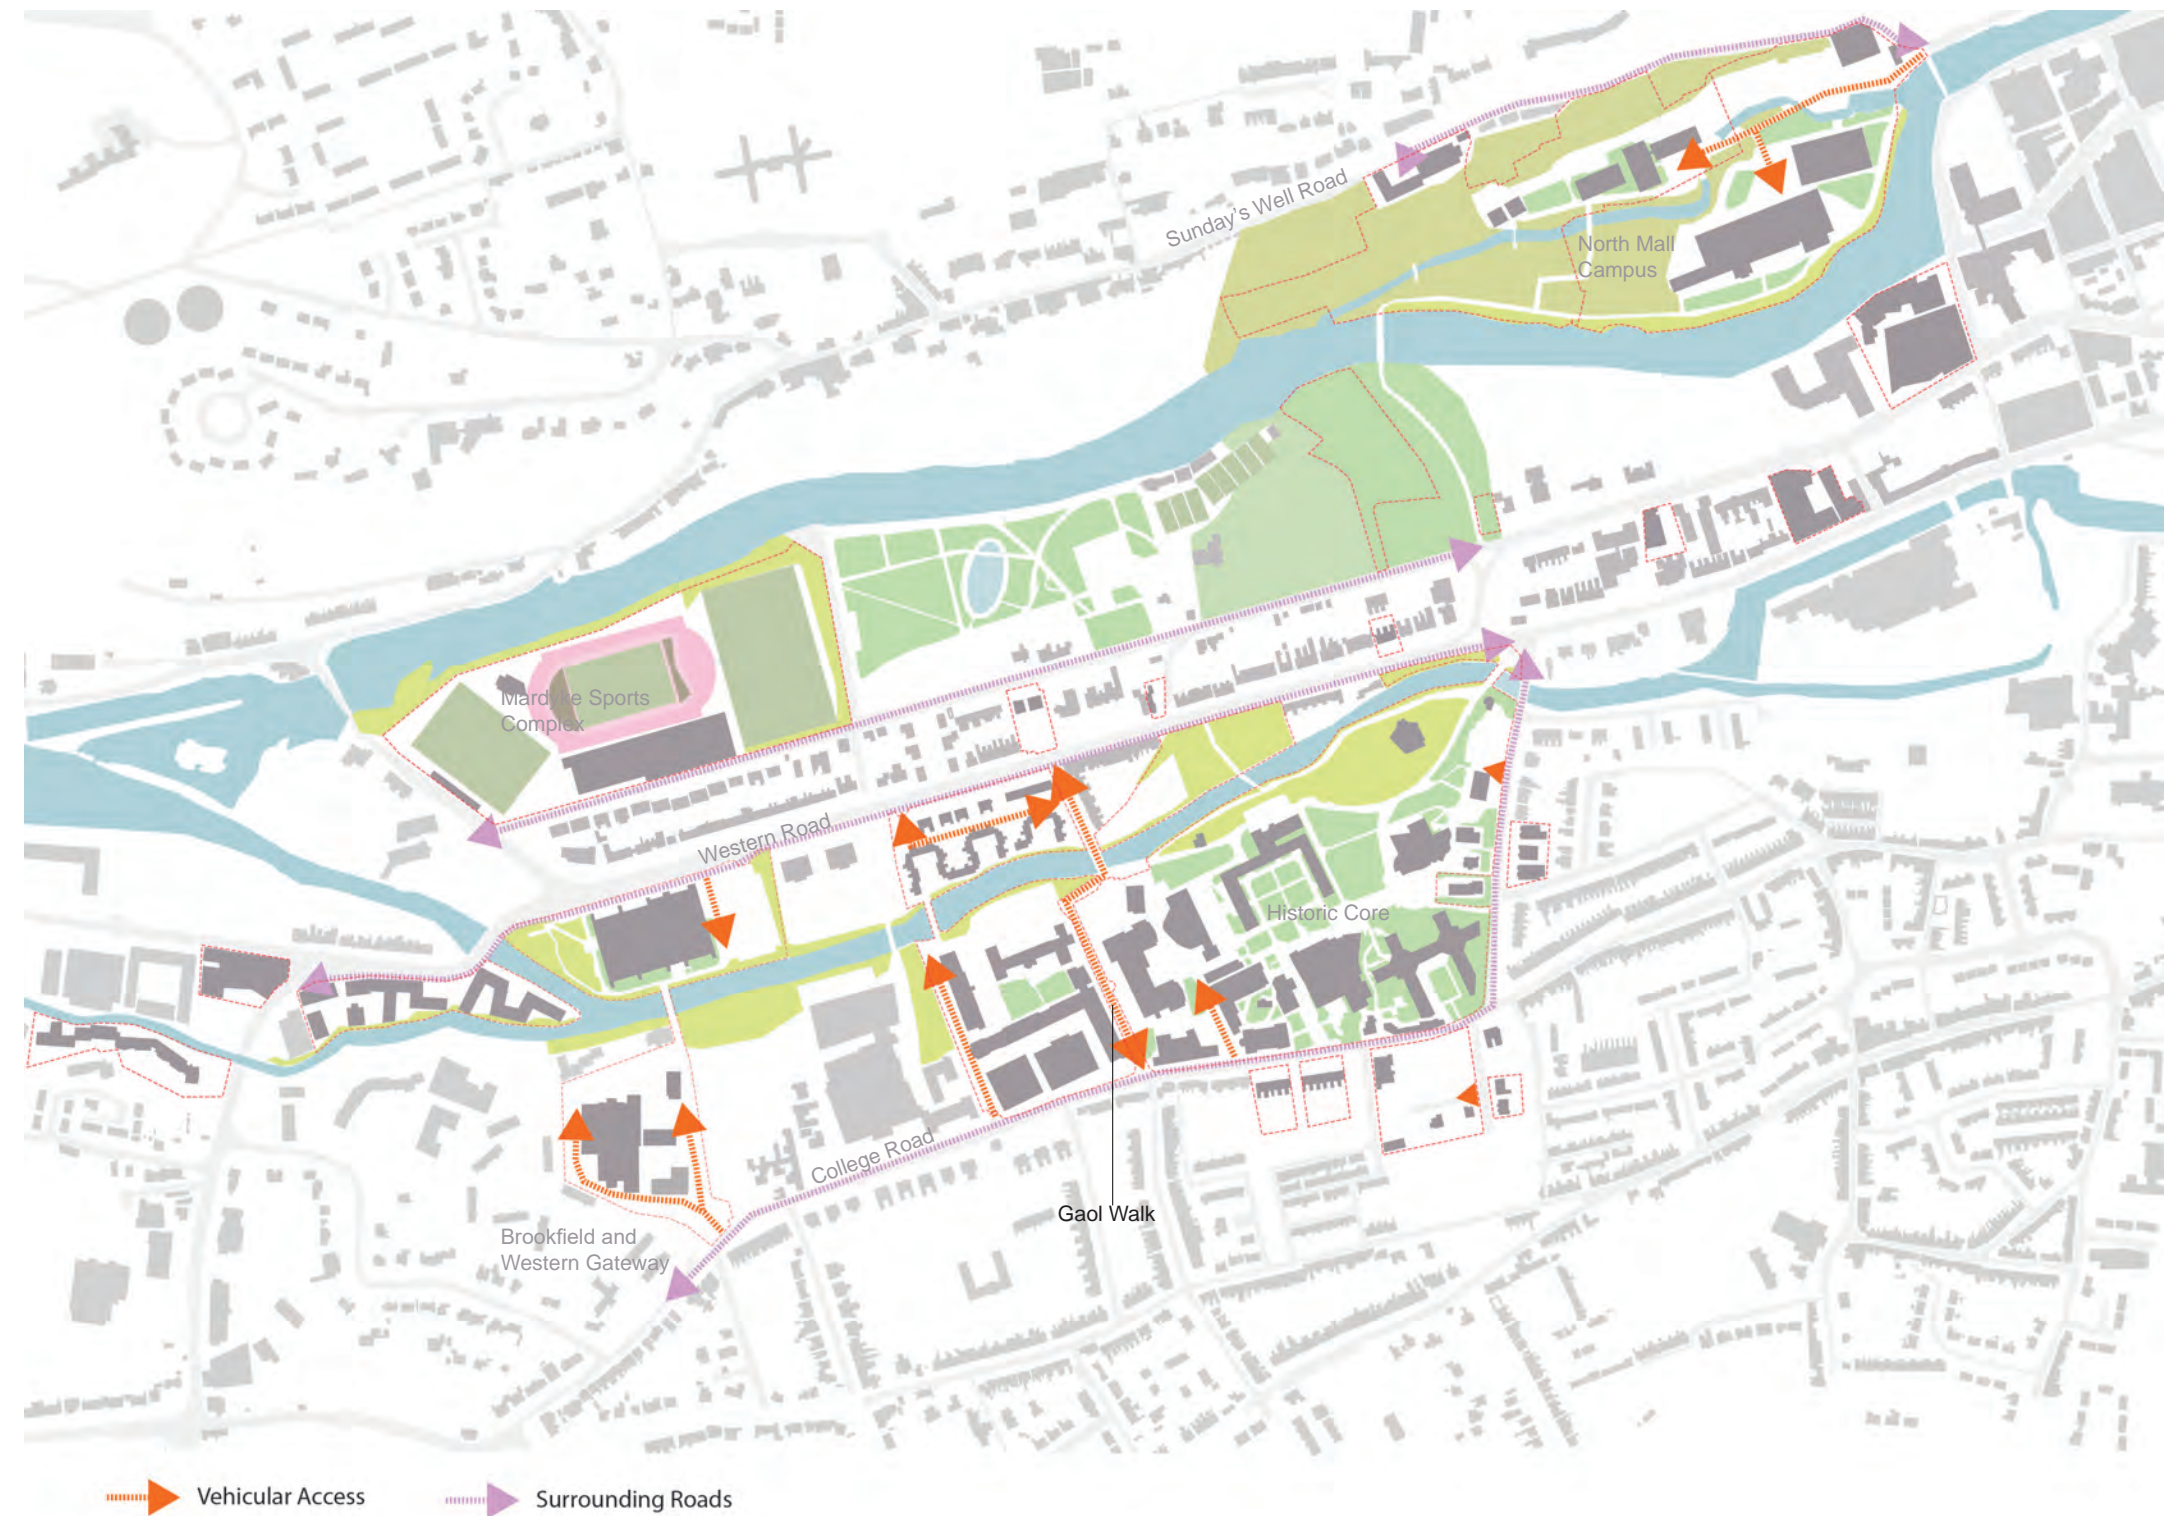 Sunday's Well Road
North Mall
Campus
Mardyke Sports
Complex
Western Road
Historic Core
College Road
Gaol Walk
Brookfield and
Western Gateway
Vehicular Access
Surrounding Roads